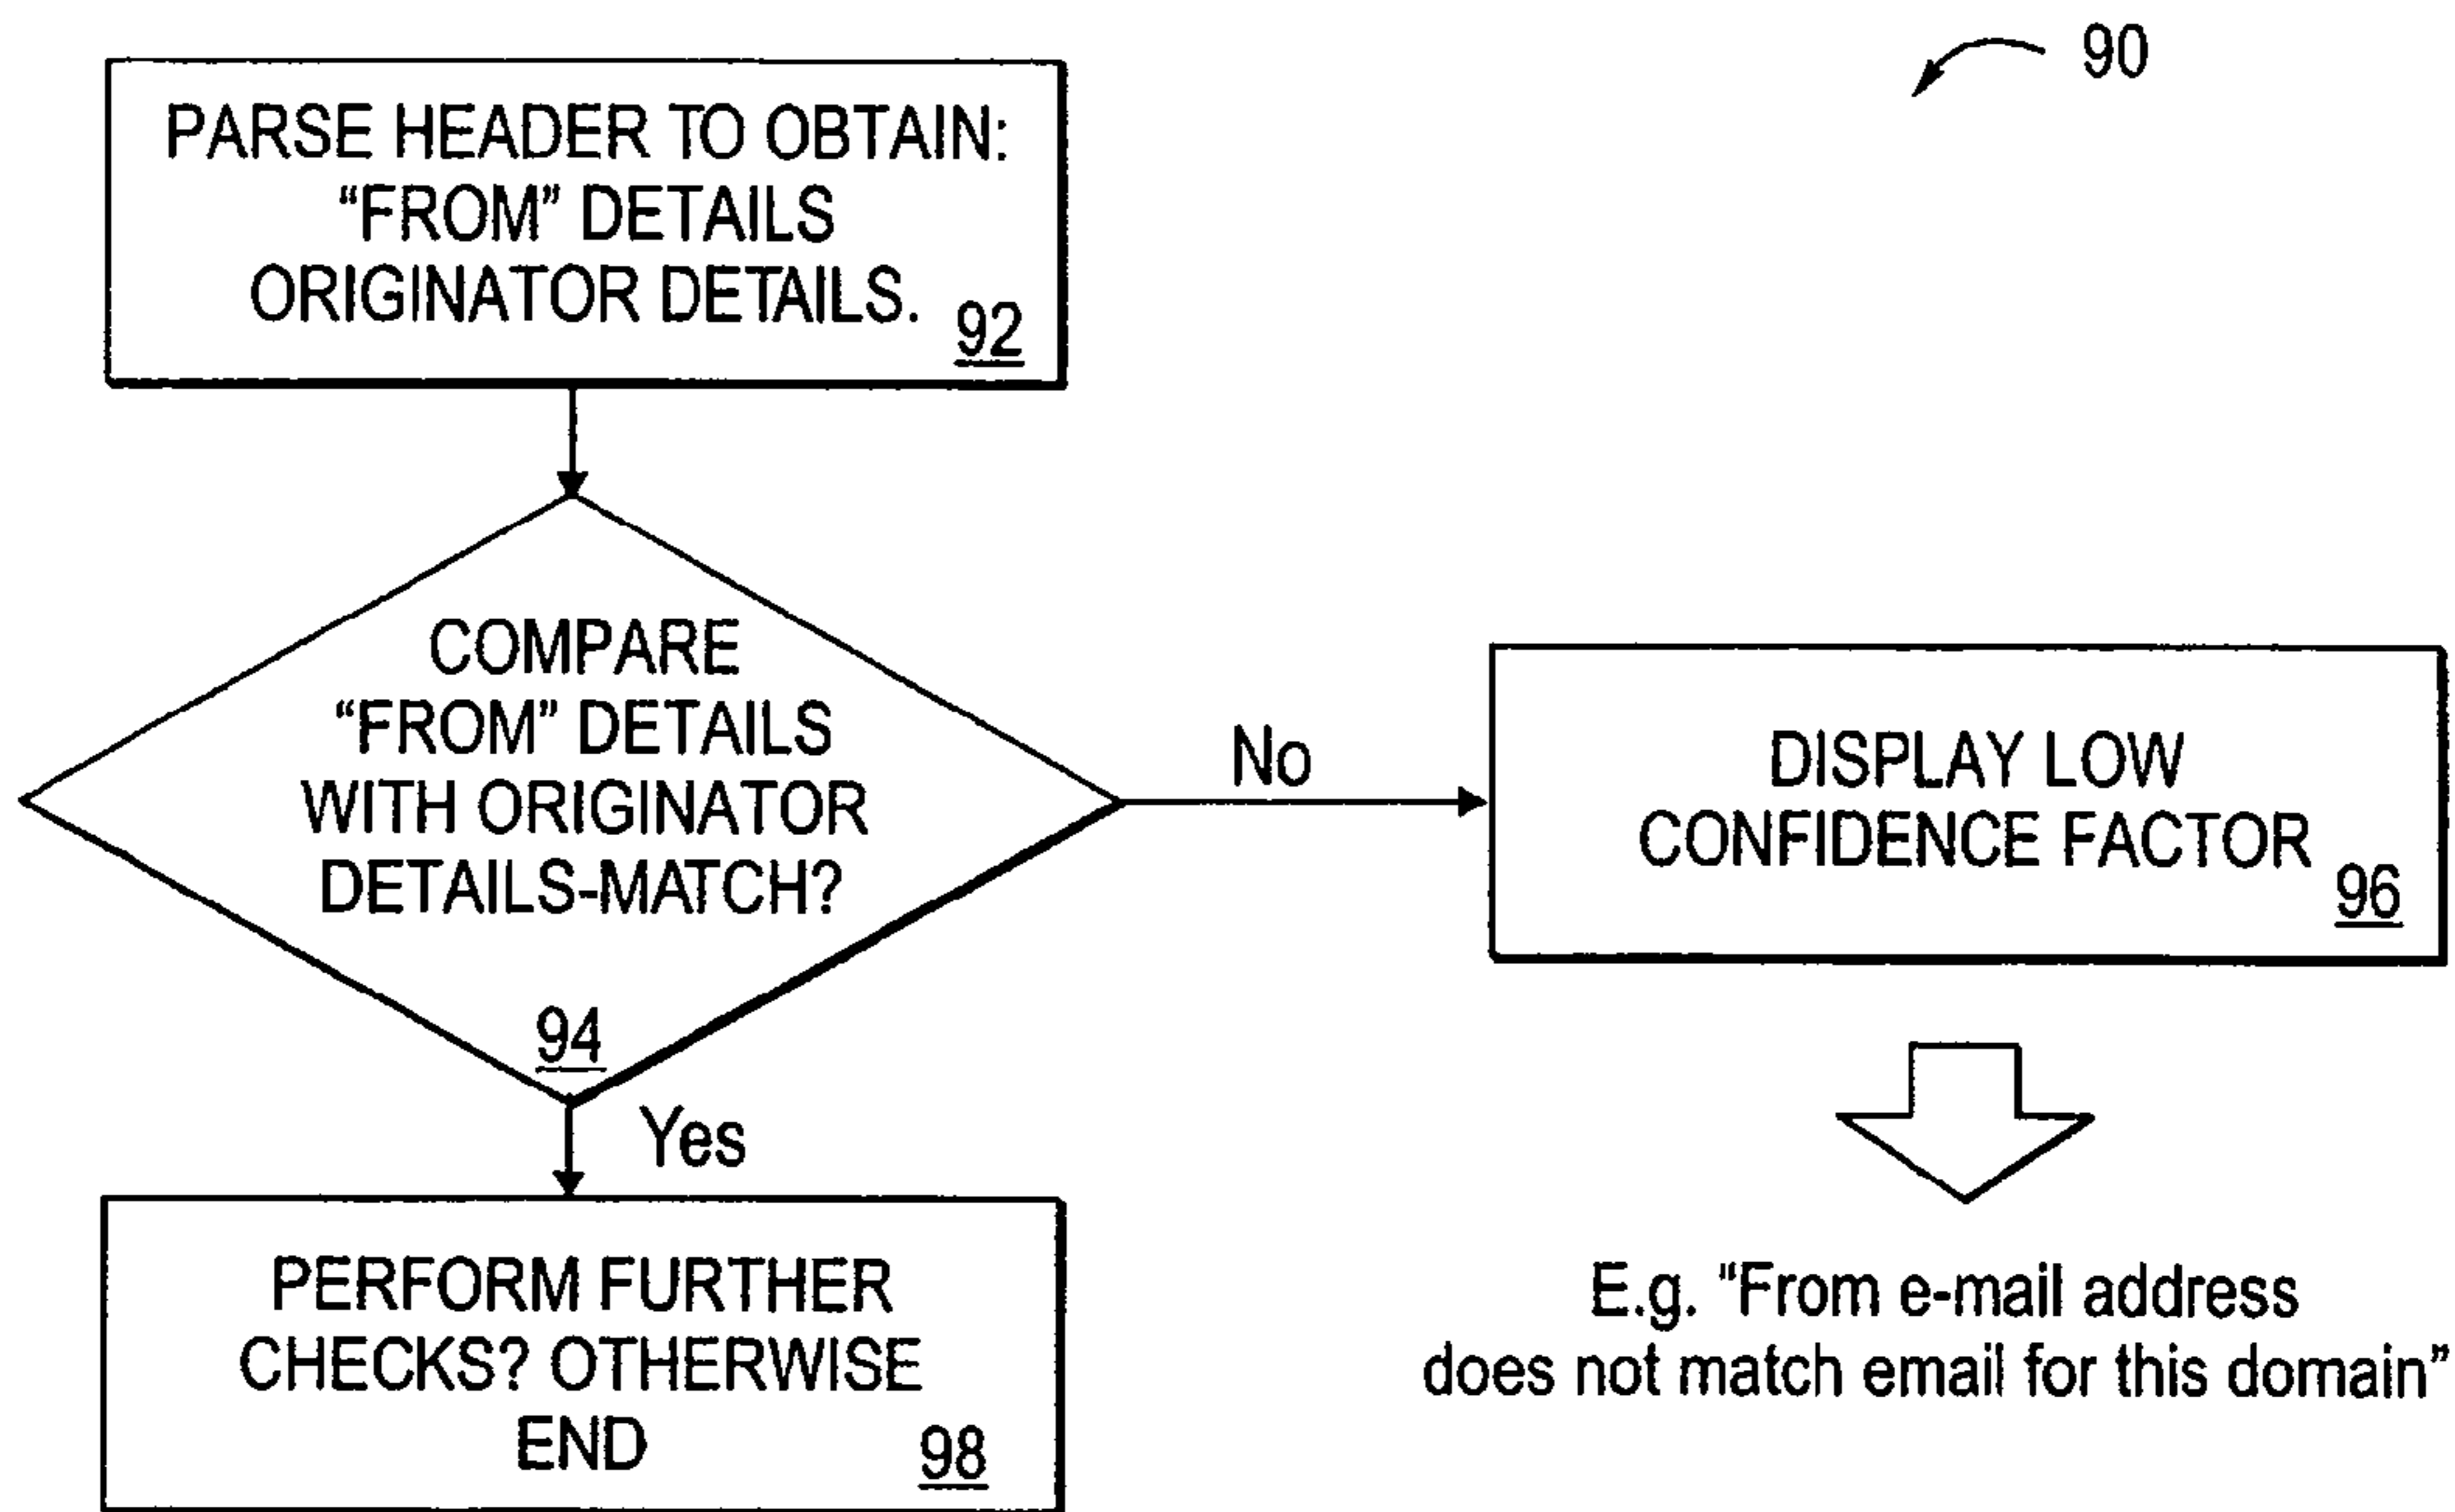 90
PARSE HEADER TO OBTAIN:
“FROM” DETAILS
ORIGINATOR DETAILS.
92
COMPARE
“FROM” DETAILS
WITH ORIGINATOR
DETAILS-MATCH?
94
No
DISPLAY LOW
CONFIDENCE FACTOR
96
Yes
PERFORM FURTHER
CHECKS? OTHERWISE
END
98
E.g. “From e-mail address
does not match email for this domain”